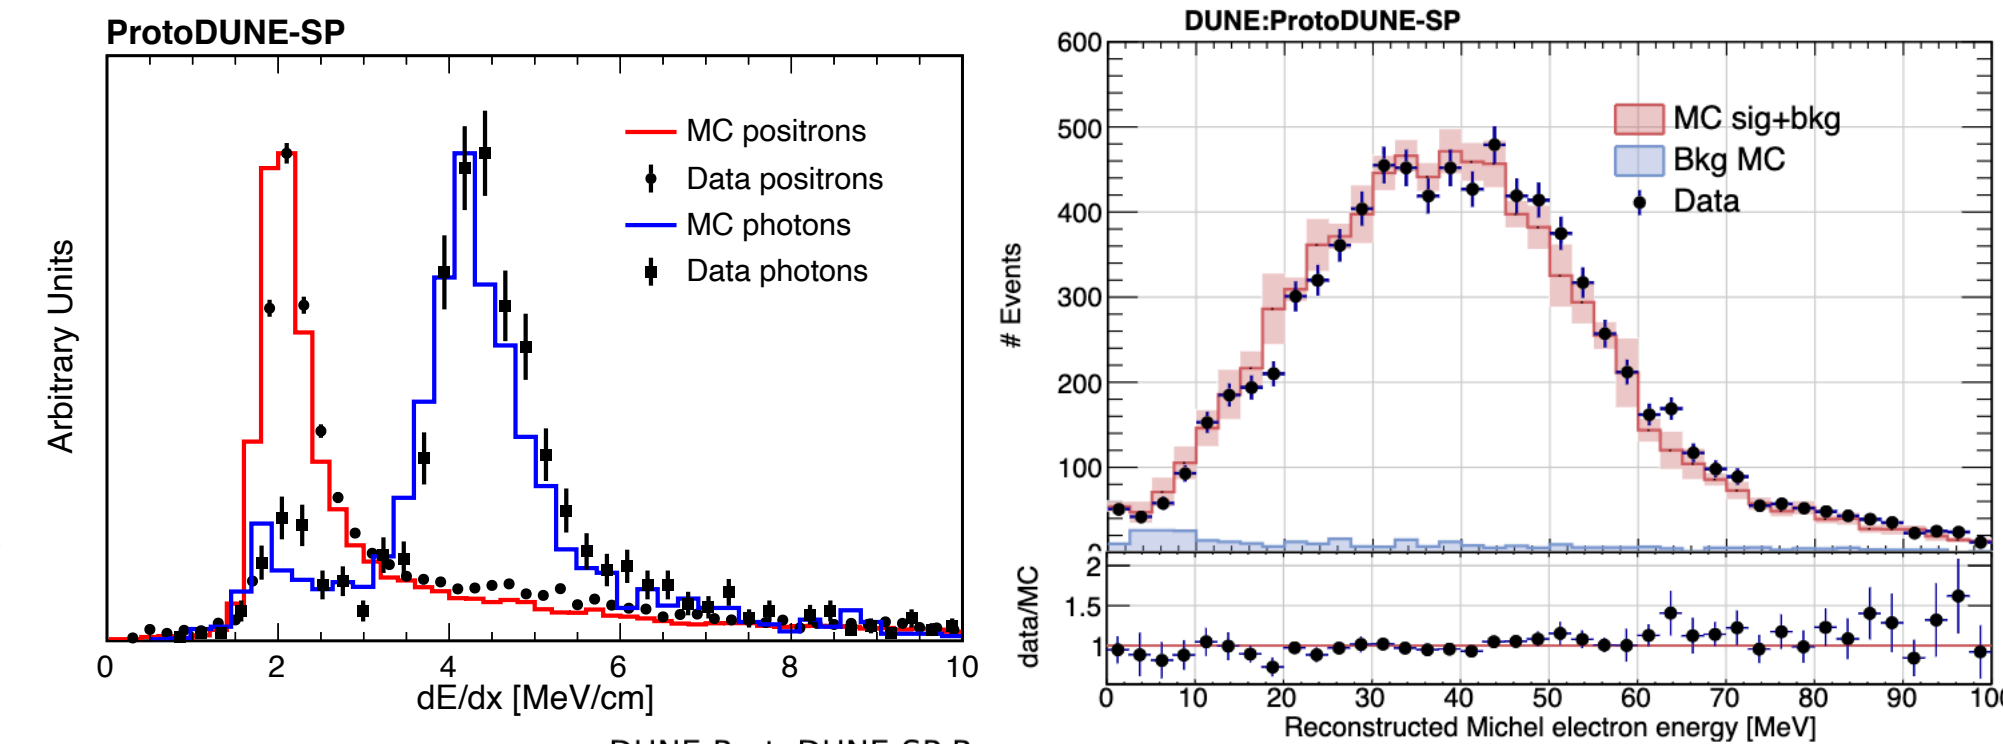 ProtoDUNE-SP
MC positrons
Data positrons
MC photons
Data photons
Arbitrary Units
0 2 4 6 8 10
dE/dx [MeV/cm]
DUNE:ProtoDUNE-SP
600
500
400
300
200
100
0
MC sig+bkg
Bkg MC
Data
# Events
2
1.5
1
data/MC
0 10 20 30 40 50 60 70 80 90 100
Reconstructed Michel electron energy [MeV]